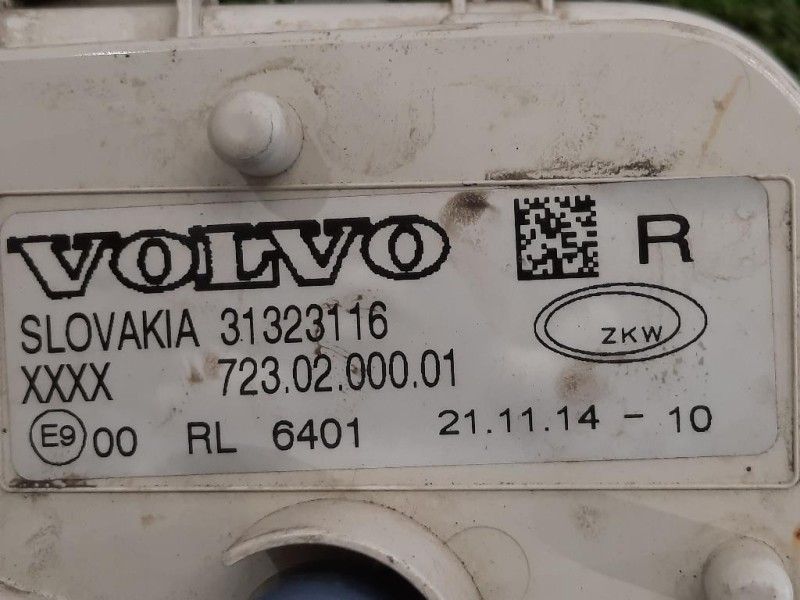 VOLVO R
SLOVAKIA 31323116
ZKW
XXXX 723.02.000.01
E9 00 RL 6401 21.11.14 - 10